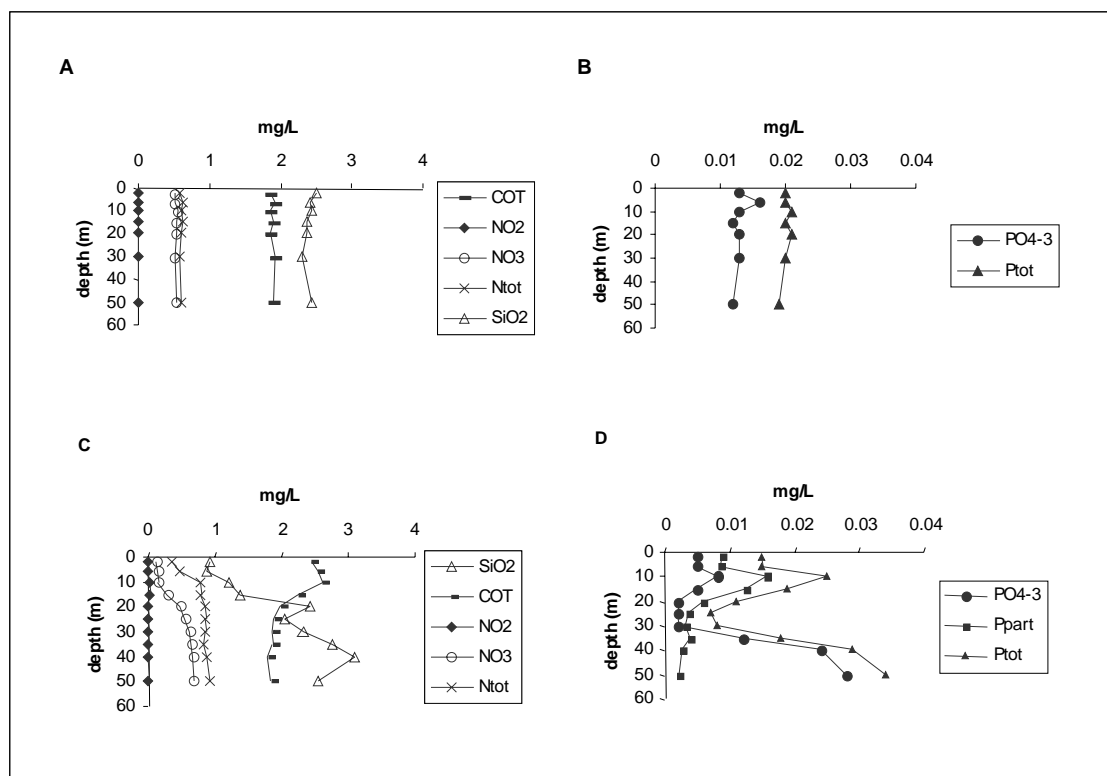 A
mg/L
0 1 2 3 4
0
10
20
30
40
50
60
depth (m)
COT
NO2
NO3
Ntot
SiO2
B
mg/L
0 0.01 0.02 0.03 0.04
0
10
20
30
40
50
60
depth (m)
PO4-3
Ptot
C
mg/L
0 1 2 3 4
0
10
20
30
40
50
60
depth (m)
SiO2
COT
NO2
NO3
Ntot
D
mg/L
0 0.01 0.02 0.03 0.04
0
10
20
30
40
50
60
depth (m)
PO4-3
Ppart
Ptot